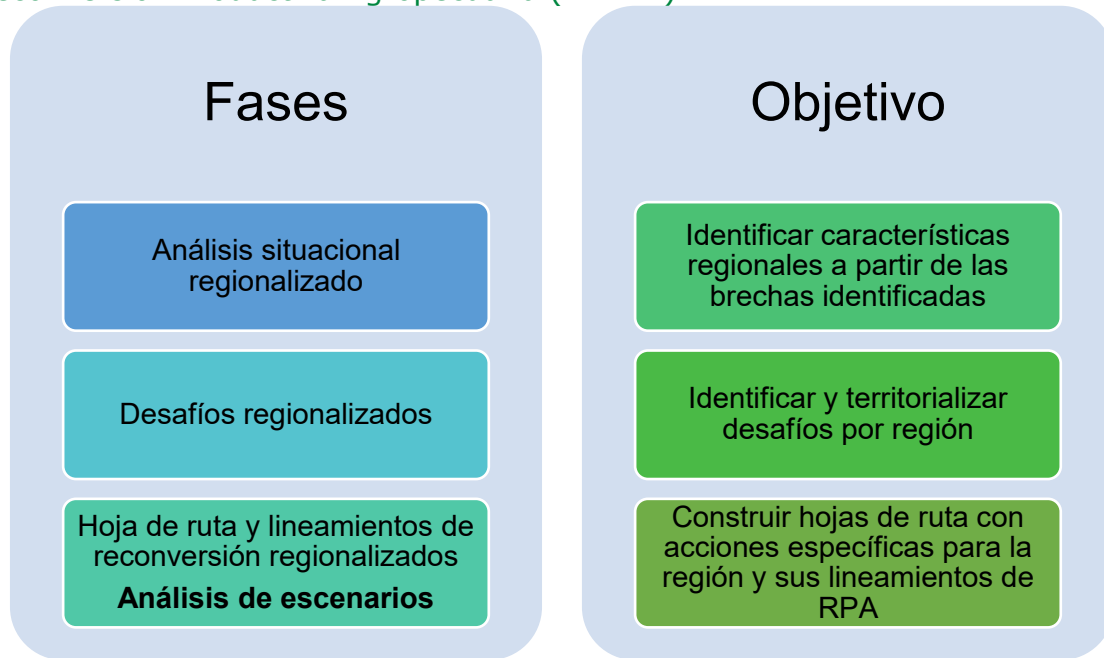 Fases
Análisis situacional
regionalizado
Desafíos regionalizados
Hoja de ruta y lineamientos de
reconversión regionalizados
Análisis de escenarios
Objetivo
Identificar características
regionales a partir de las
brechas identificadas
Identificar y territorializar
desafíos por región
Construir hojas de ruta con
acciones específicas para la
región y sus lineamientos de
RPA